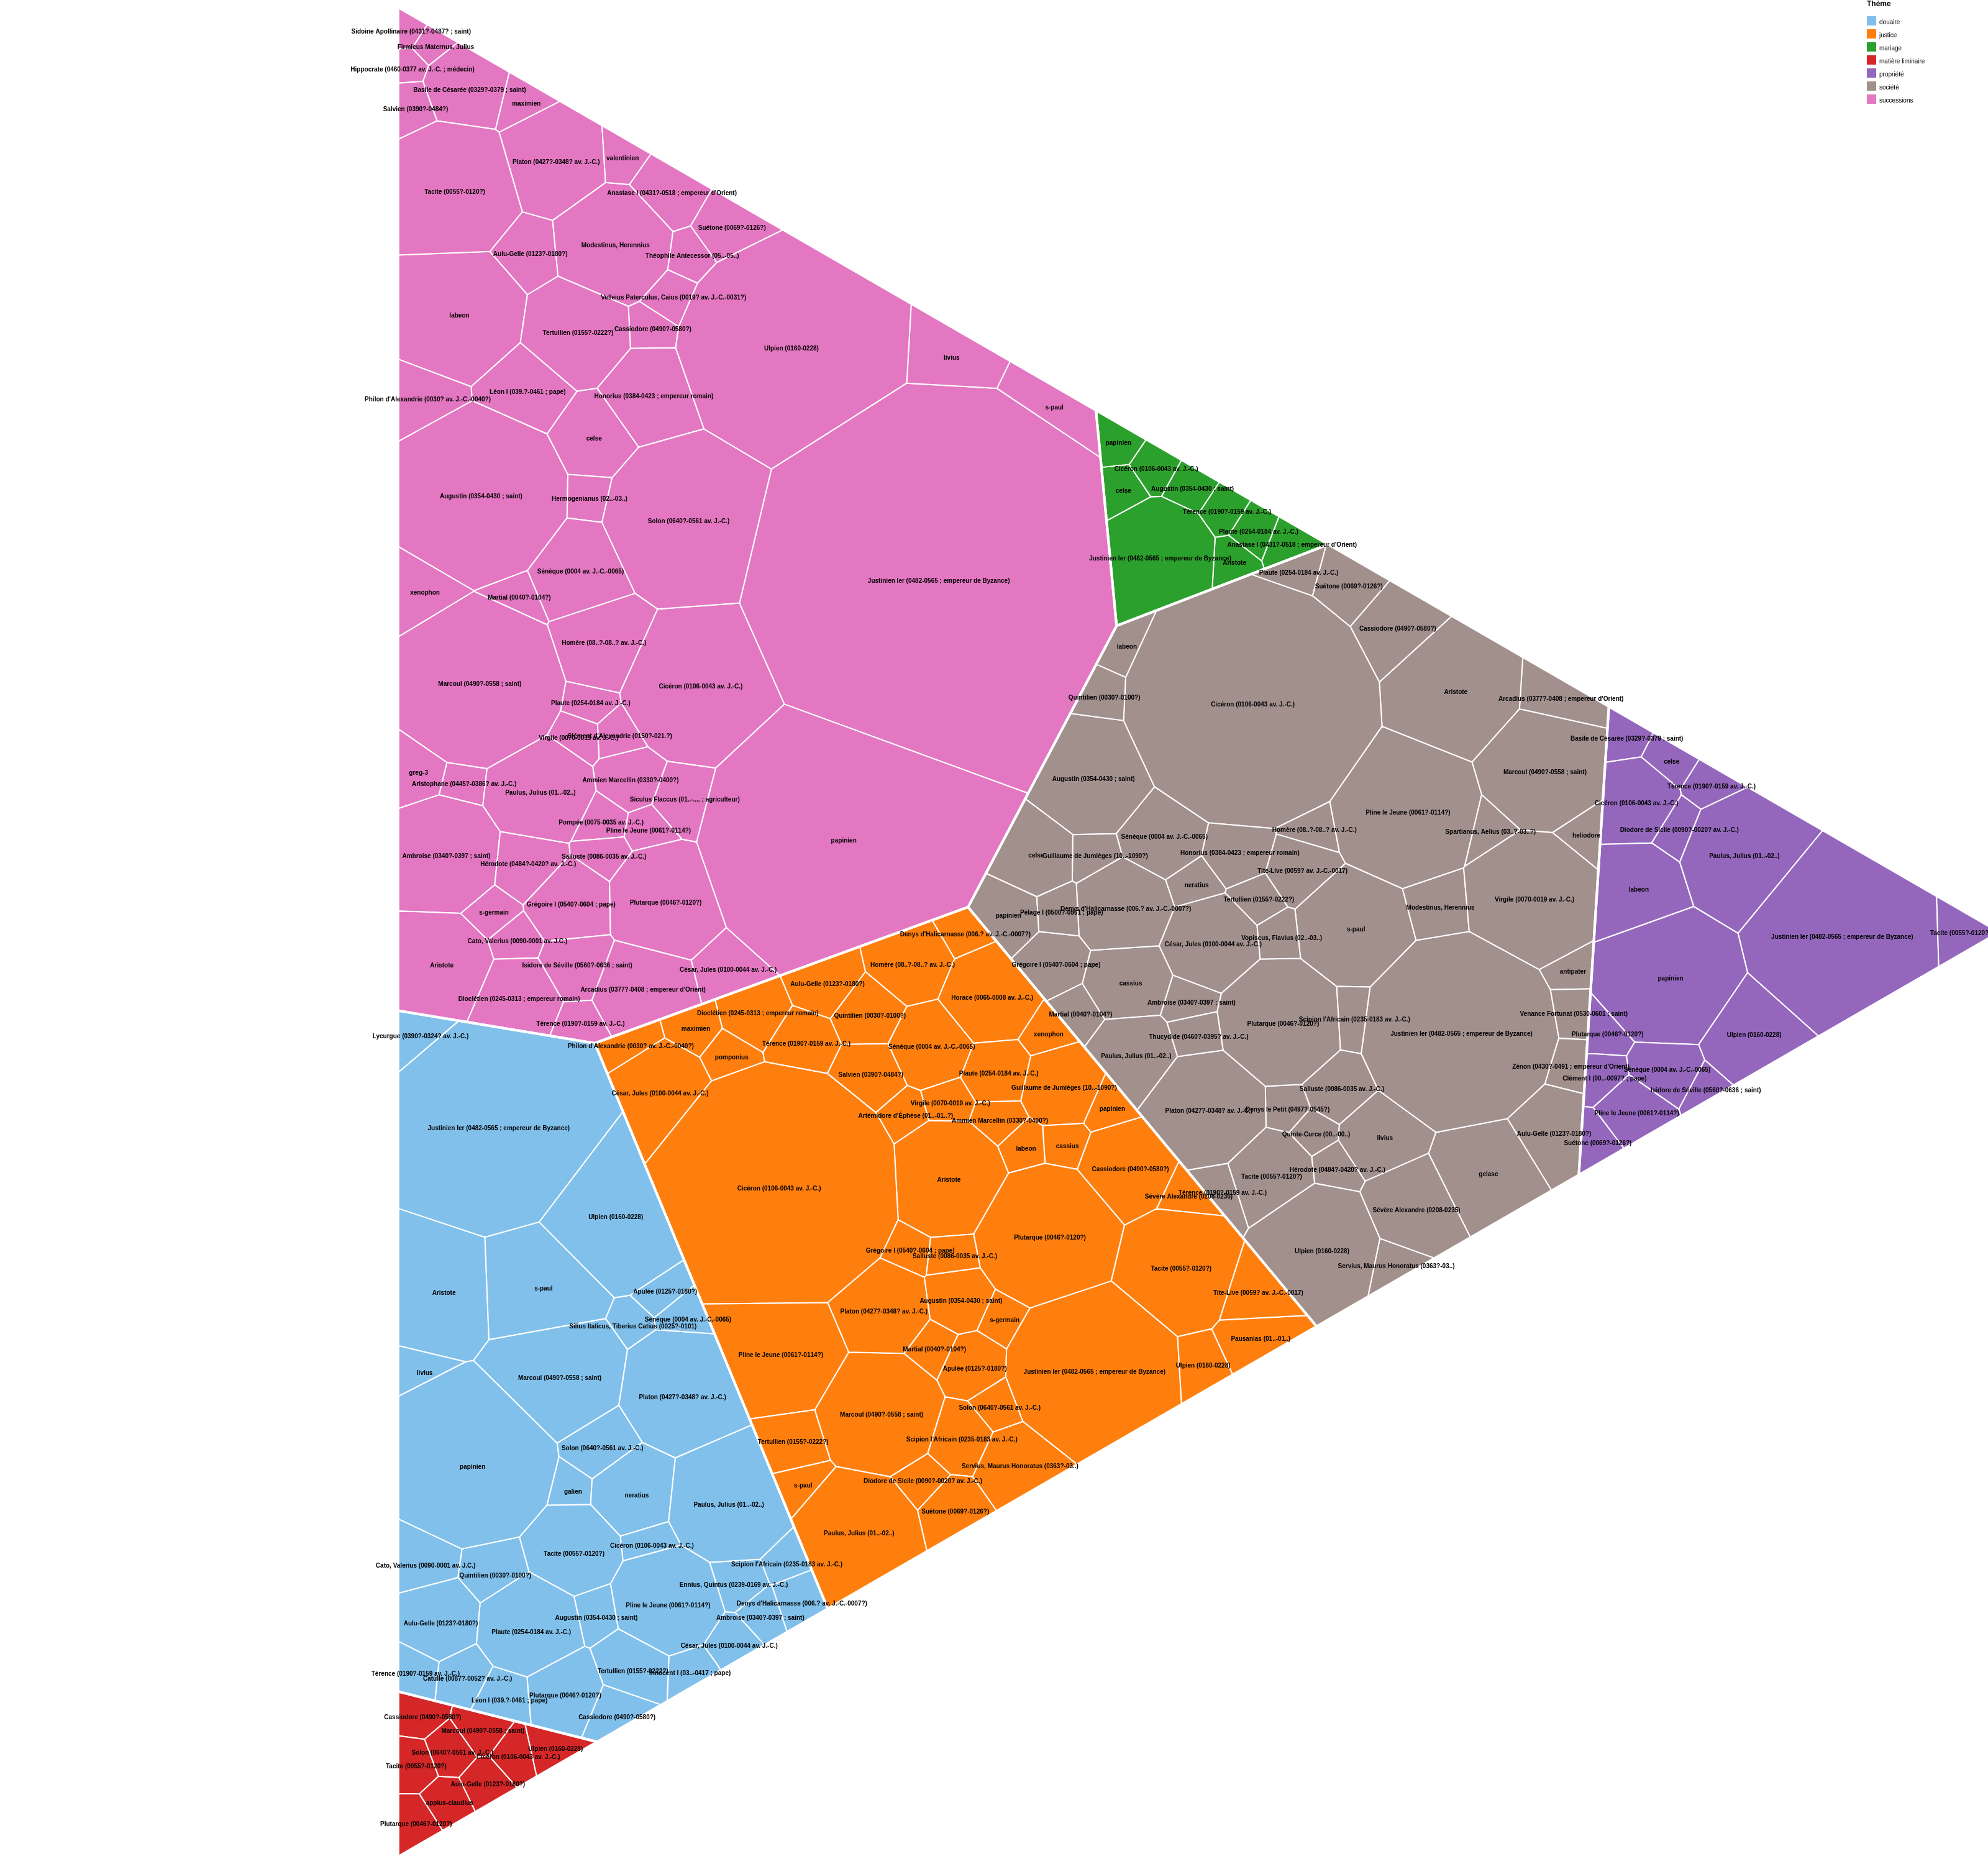 Thème
douaire
justice
mariage
matière liminaire
propriété
société
successions
Sidoine Apollinaire (0431?-0487? ; saint)
Firmicus Maternus, Julius
Hippocrate (0460-0377 av. J.-C. ; médecin)
Basile de Césarée (0329?-0379 ; saint)
maximien
Salvien (0390?-0484?)
Platon (0427?-0348? av. J.-C.)
valentinien
Tacite (0055?-0120?)
Anastase I (0431?-0518 ; empereur d'Orient)
Suétone (0069?-0126?)
Modestinus, Herennius
Aulu-Gelle (0123?-0180?)
Théophile Antecessor (05..-05..)
Velleius Paterculus, Caius (0019? av. J.-C.-0031?)
labeon
Tertullien (0155?-0222?)
Cassiodore (0490?-0580?)
Ulpien (0160-0228)
livius
Léon I (039.?-0461 ; pape)
Honorius (0384-0423 ; empereur romain)
Philon d'Alexandrie (0030? av. J.-C.-0040?)
s-paul
celse
Augustin (0354-0430 ; saint)
Hermogenianus (02..-03..)
Solon (0640?-0561 av. J.-C.)
Sénèque (0004 av. J.-C.-0065)
Justinien Ier (0482-0565 ; empereur de Byzance)
xenophon
Martial (0040?-0104?)
Homère (08..?-08..? av. J.-C.)
Marcoul (0490?-0558 ; saint)
Cicéron (0106-0043 av. J.-C.)
Plaute (0254-0184 av. J.-C.)
Virgile (0070-0019 av. J.-C.)
Clément d'Alexandrie (0150?-021.?)
greg-3
Aristophane (0445?-0386? av. J.-C.)
Ammien Marcellin (0330?-0400?)
Paulus, Julius (01..-02..)
Siculus Flaccus (01..-.... ; agriculteur)
Pompée (0075-0035 av. J.-C.)
Pline le Jeune (0061?-0114?)
papinien
Ambroise (0340?-0397 ; saint)
Salluste (0086-0035 av. J.-C.)
Hérodote (0484?-0420? av. J.-C.)
Grégoire I (0540?-0604 ; pape)
Plutarque (0046?-0120?)
s-germain
Cato, Valerius (0090-0001 av. J.C.)
Aristote
Isidore de Séville (0560?-0636 ; saint)
César, Jules (0100-0044 av. J.-C.)
Arcadius (0377?-0408 ; empereur d'Orient)
Dioclétien (0245-0313 ; empereur romain)
Térence (0190?-0159 av. J.-C.)
papinien
Cicéron (0106-0043 av. J.-C.)
celse
Augustin (0354-0430 ; saint)
Térence (0190?-0159 av. J.-C.)
Plaute (0254-0184 av. J.-C.)
Anastase I (0431?-0518 ; empereur d'Orient)
Justinien Ier (0482-0565 ; empereur de Byzance)
Aristote
Plaute (0254-0184 av. J.-C.)
Suétone (0069?-0126?)
Cassiodore (0490?-0580?)
labeon
Aristote
Quintilien (0030?-0100?)
Arcadius (0377?-0408 ; empereur d'Orient)
Cicéron (0106-0043 av. J.-C.)
Augustin (0354-0430 ; saint)
Marcoul (0490?-0558 ; saint)
Pline le Jeune (0061?-0114?)
Sénèque (0004 av. J.-C.-0065)
Homère (08..?-08..? av. J.-C.)
Spartianus, Aelius (03..?-03..?)
heliodore
celse
Guillaume de Jumièges (10..-1090?)
Honorius (0384-0423 ; empereur romain)
Tite-Live (0059? av. J.-C.-0017)
neratius
Tertullien (0155?-0222?)
Virgile (0070-0019 av. J.-C.)
Modestinus, Herennius
papinien
Pélage I (0500?-0561 ; pape)
Denys d'Halicarnasse (006.? av. J.-C.-0007?)
s-paul
Vopiscus, Flavius (02..-03..)
César, Jules (0100-0044 av. J.-C.)
Grégoire I (0540?-0604 ; pape)
cassius
antipater
Ambroise (0340?-0397 ; saint)
Martial (0040?-0104?)
Venance Fortunat (0530-0601 ; saint)
Plutarque (0046?-0120?)
Scipion l'Africain (0235-0183 av. J.-C.)
Justinien Ier (0482-0565 ; empereur de Byzance)
Thucydide (0460?-0395? av. J.-C.)
Paulus, Julius (01..-02..)
Zénon (0430?-0491 ; empereur d'Orient)
Salluste (0086-0035 av. J.-C.)
Platon (0427?-0348? av. J.-C.)
Denys le Petit (0497?-0545?)
Quinte-Curce (00..-00..)
livius
Aulu-Gelle (0123?-0180?)
Hérodote (0484?-0420? av. J.-C.)
gelase
Tacite (0055?-0120?)
Térence (0190?-0159 av. J.-C.)
Sévère Alexandre (0208-0235)
Ulpien (0160-0228)
Servius, Maurus Honoratus (0363?-03..)
Basile de Césarée (0329?-0379 ; saint)
celse
Térence (0190?-0159 av. J.-C.)
Cicéron (0106-0043 av. J.-C.)
Diodore de Sicile (0090?-0020? av. J.-C.)
Paulus, Julius (01..-02..)
labeon
Justinien Ier (0482-0565 ; empereur de Byzance)
Tacite (0055?-0120?
papinien
Plutarque (0046?-0120?)
Ulpien (0160-0228)
Sénèque (0004 av. J.-C.-0065)
Clément I (00..-0097? ; pape)
Isidore de Séville (0560?-0636 ; saint)
Pline le Jeune (0061?-0114?)
Suétone (0069?-0126?)
Denys d'Halicarnasse (006.? av. J.-C.-0007?)
Homère (08..?-08..? av. J.-C.)
Aulu-Gelle (0123?-0180?)
Horace (0065-0008 av. J.-C.)
Dioclétien (0245-0313 ; empereur romain)
Quintilien (0030?-0100?)
maximien
xenophon
Philon d'Alexandrie (0030? av. J.-C.-0040?)
Térence (0190?-0159 av. J.-C.)
Sénèque (0004 av. J.-C.-0065)
pomponius
Salvien (0390?-0484?)
Plaute (0254-0184 av. J.-C.)
Guillaume de Jumièges (10..-1090?)
César, Jules (0100-0044 av. J.-C.)
Virgile (0070-0019 av. J.-C.)
papinien
Artémidore d'Éphèse (01..-01..?)
Ammien Marcellin (0330?-0400?)
labeon
cassius
Cassiodore (0490?-0580?)
Aristote
Cicéron (0106-0043 av. J.-C.)
Sévère Alexandre (0208-0235)
Plutarque (0046?-0120?)
Grégoire I (0540?-0604 ; pape)
Salluste (0086-0035 av. J.-C.)
Tacite (0055?-0120?)
Tite-Live (0059? av. J.-C.-0017)
Augustin (0354-0430 ; saint)
Platon (0427?-0348? av. J.-C.)
s-germain
Pausanias (01..-01..)
Martial (0040?-0104?)
Pline le Jeune (0061?-0114?)
Ulpien (0160-0228)
Apulée (0125?-0180?)
Justinien Ier (0482-0565 ; empereur de Byzance)
Solon (0640?-0561 av. J.-C.)
Marcoul (0490?-0558 ; saint)
Scipion l'Africain (0235-0183 av. J.-C.)
Tertullien (0155?-0222?)
Servius, Maurus Honoratus (0363?-03..)
Diodore de Sicile (0090?-0020? av. J.-C.)
s-paul
Suétone (0069?-0126?)
Paulus, Julius (01..-02..)
Lycurgue (0390?-0324? av. J.-C.)
Justinien Ier (0482-0565 ; empereur de Byzance)
Ulpien (0160-0228)
s-paul
Aristote
Apulée (0125?-0180?)
Sénèque (0004 av. J.-C.-0065)
Silius Italicus, Tiberius Catius (0025?-0101)
livius
Marcoul (0490?-0558 ; saint)
Platon (0427?-0348? av. J.-C.)
Solon (0640?-0561 av. J.-C.)
papinien
galien
neratius
Paulus, Julius (01..-02..)
Cicéron (0106-0043 av. J.-C.)
Tacite (0055?-0120?)
Scipion l'Africain (0235-0183 av. J.-C.)
Cato, Valerius (0090-0001 av. J.C.)
Quintilien (0030?-0100?)
Ennius, Quintus (0239-0169 av. J.-C.)
Denys d'Halicarnasse (006.? av. J.-C.-0007?)
Pline le Jeune (0061?-0114?)
Augustin (0354-0430 ; saint)
Ambroise (0340?-0397 ; saint)
Aulu-Gelle (0123?-0180?)
Plaute (0254-0184 av. J.-C.)
César, Jules (0100-0044 av. J.-C.)
Térence (0190?-0159 av. J.-C.)
Catulle (0087?-0052? av. J.-C.)
Tertullien (0155?-0222?)
Innocent I (03..-0417 ; pape)
Plutarque (0046?-0120?)
Léon I (039.?-0461 ; pape)
Cassiodore (0490?-0580?)
Cassiodore (0490?-0580?)
Marcoul (0490?-0558 ; saint)
Ulpien (0160-0228)
Solon (0640?-0561 av. J.-C.)
Cicéron (0106-0043 av. J.-C.)
Tacite (0055?-0120?)
Aulu-Gelle (0123?-0180?)
appius-claudius
Plutarque (0046?-0120?)